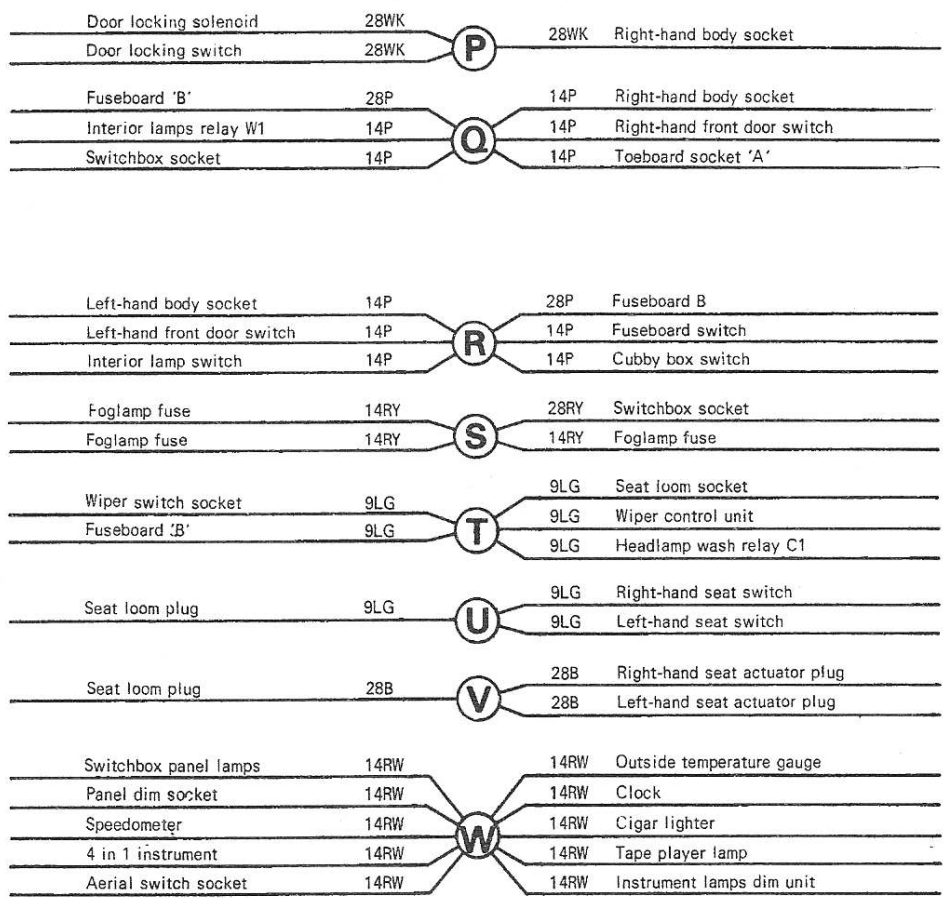 Door locking solenoid 28WK
Door locking switch 28WK
P
28WK Right-hand body socket
Fuseboard 'B' 28P
Interior lamps relay W1 14P
Switchbox socket 14P
Q
14P Right-hand body socket
14P Right-hand front door switch
14P Toeboard socket 'A'
Left-hand body socket 14P
Left-hand front door switch 14P
Interior lamp switch 14P
R
28P Fuseboard B
14P Fuseboard switch
14P Cubby box switch
Foglamp fuse 14RY
Foglamp fuse 14RY
S
28RY Switchbox socket
14RY Foglamp fuse
Wiper switch socket 9LG
Fuseboard 'B' 9LG
T
9LG Seat loom socket
9LG Wiper control unit
9LG Headlamp wash relay C1
Seat loom plug 9LG
U
9LG Right-hand seat switch
9LG Left-hand seat switch
Seat loom plug 28B
V
28B Right-hand seat actuator plug
28B Left-hand seat actuator plug
Switchbox panel lamps 14RW
Panel dim socket 14RW
Speedometer 14RW
4 in 1 instrument 14RW
Aerial switch socket 14RW
W
14RW Outside temperature gauge
14RW Clock
14RW Cigar lighter
14RW Tape player lamp
14RW Instrument lamps dim unit